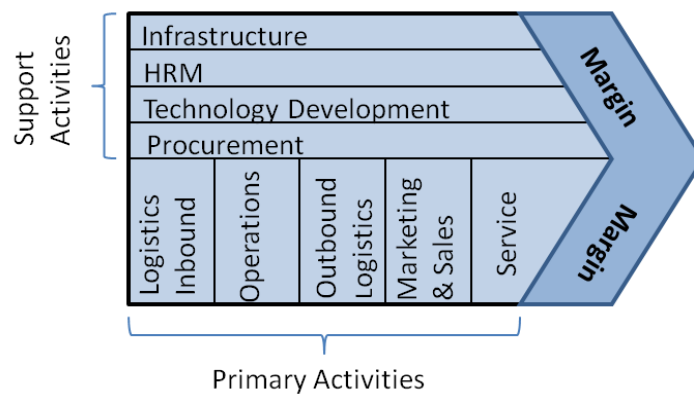 Support
Activities
Infrastructure
HRM
Technology Development
Procurement
Margin
Margin
Logistics
Inbound
Operations
Outbound
Logistics
Marketing
& Sales
Service
Primary Activities